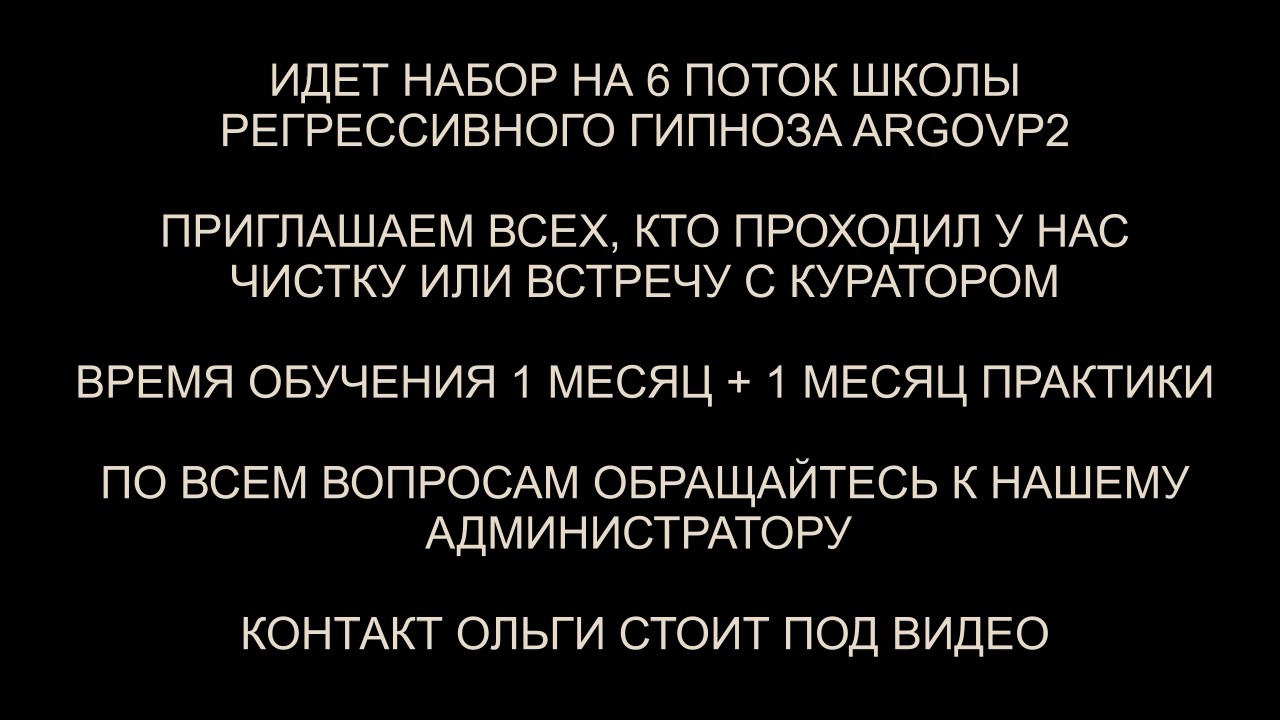 ИДЕТ НАБОР НА 6 ПОТОК ШКОЛЫ
РЕГРЕССИВНОГО ГИПНОЗА ARGOVP2
ПРИГЛАШАЕМ ВСЕХ, КТО ПРОХОДИЛ У НАС
ЧИСТКУ ИЛИ ВСТРЕЧУ С КУРАТОРОМ
ВРЕМЯ ОБУЧЕНИЯ 1 МЕСЯЦ + 1 МЕСЯЦ ПРАКТИКИ
ПО ВСЕМ ВОПРОСАМ ОБРАЩАЙТЕСЬ К НАШЕМУ
АДМИНИСТРАТОРУ
КОНТАКТ ОЛЬГИ СТОИТ ПОД ВИДЕО